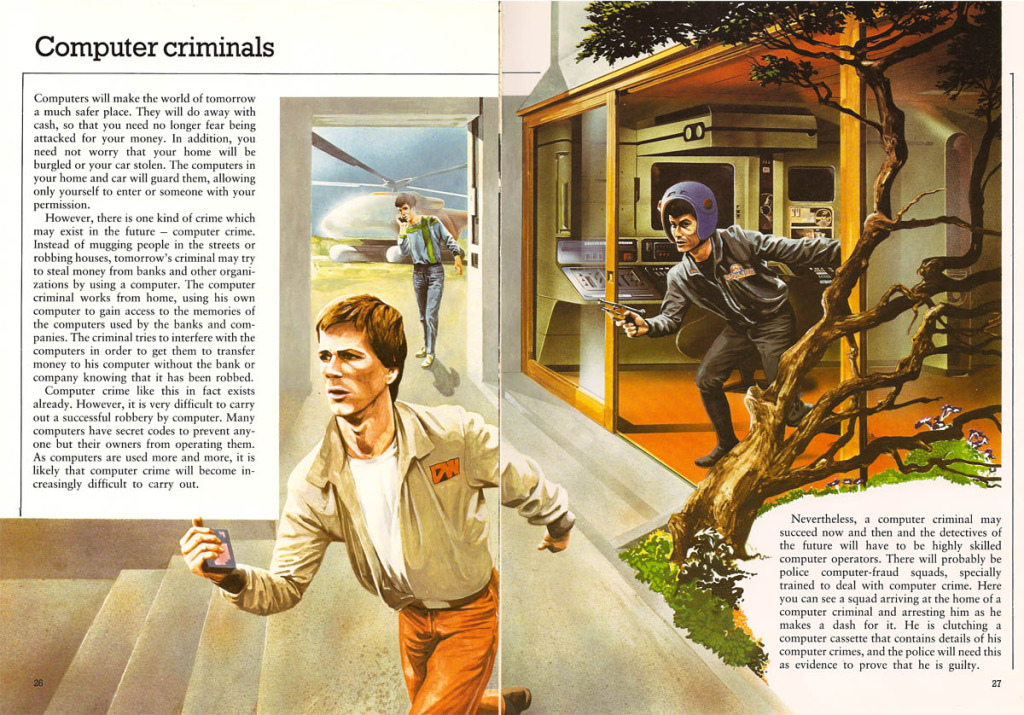 Computer criminals
Computers will make the world of tomorrow
a much safer place. They will do away with
cash, so that you need no longer fear being
attacked for your money. In addition, you
need not worry that your home will be
burgled or your car stolen. The computers in
your home and car will guard them, allowing
only yourself to enter or someone with your
permission.
However, there is one kind of crime which
may exist in the future – computer crime.
Instead of mugging people in the streets or
robbing houses, tomorrow's criminal may try
to steal money from banks and other organi-
zations by using a computer. The computer
criminal works from home, using his own
computer to gain access to the memories of
the computers used by the banks and com-
panies. The criminal tries to interfere with the
computers in order to get them to transfer
money to his computer without the bank or
company knowing that it has been robbed.
Computer crime like this in fact exists
already. However, it is very difficult to carry
out a successful robbery by computer. Many
computers have secret codes to prevent any-
one but their owners from operating them.
As computers are used more and more, it is
likely that computer crime will become in-
creasingly difficult to carry out.
DW
26
Nevertheless, a computer criminal may
succeed now and then and the detectives of
the future will have to be highly skilled
computer operators. There will probably be
police computer-fraud squads, specially
trained to deal with computer crime. Here
you can see a squad arriving at the home of a
computer criminal and arresting him as he
makes a dash for it. He is clutching a
computer cassette that contains details of his
computer crimes, and the police will need this
as evidence to prove that he is guilty.
27